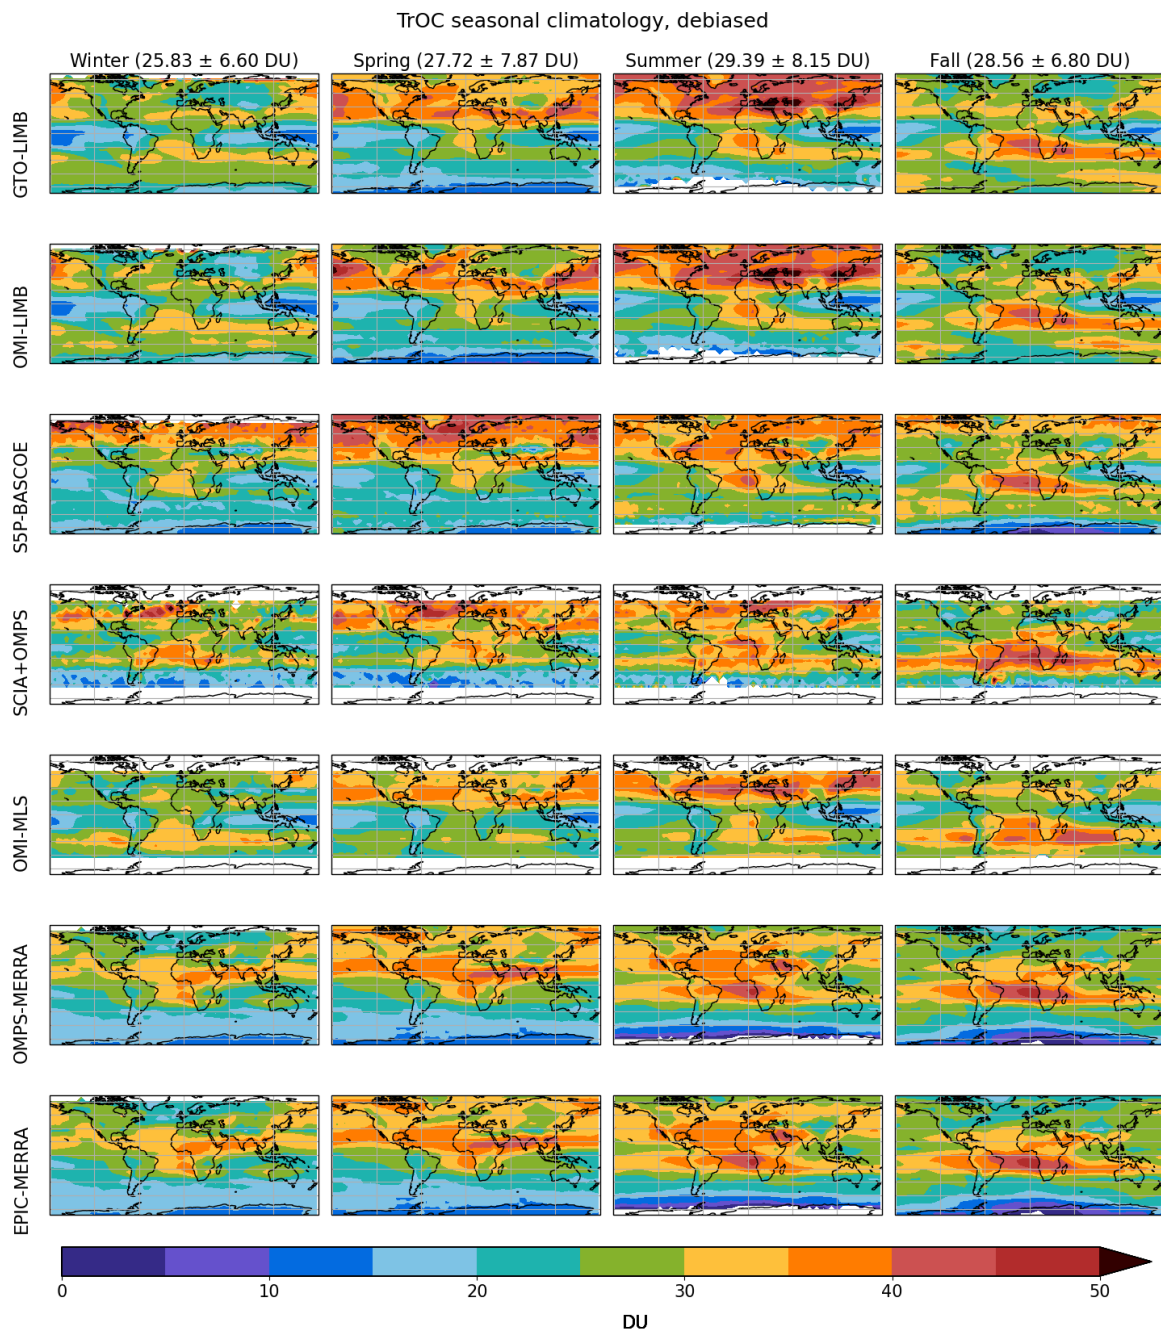 TrOC seasonal climatology, debiased
Winter (25.83 ± 6.60 DU)
Spring (27.72 ± 7.87 DU)
Summer (29.39 ± 8.15 DU)
Fall (28.56 ± 6.80 DU)
GTO-LIMB
OMI-LIMB
S5P-BASCOE
SCIA+OMPS
OMI-MLS
OMPS-MERRA
EPIC-MERRA
0 10 20 30 40 50
DU